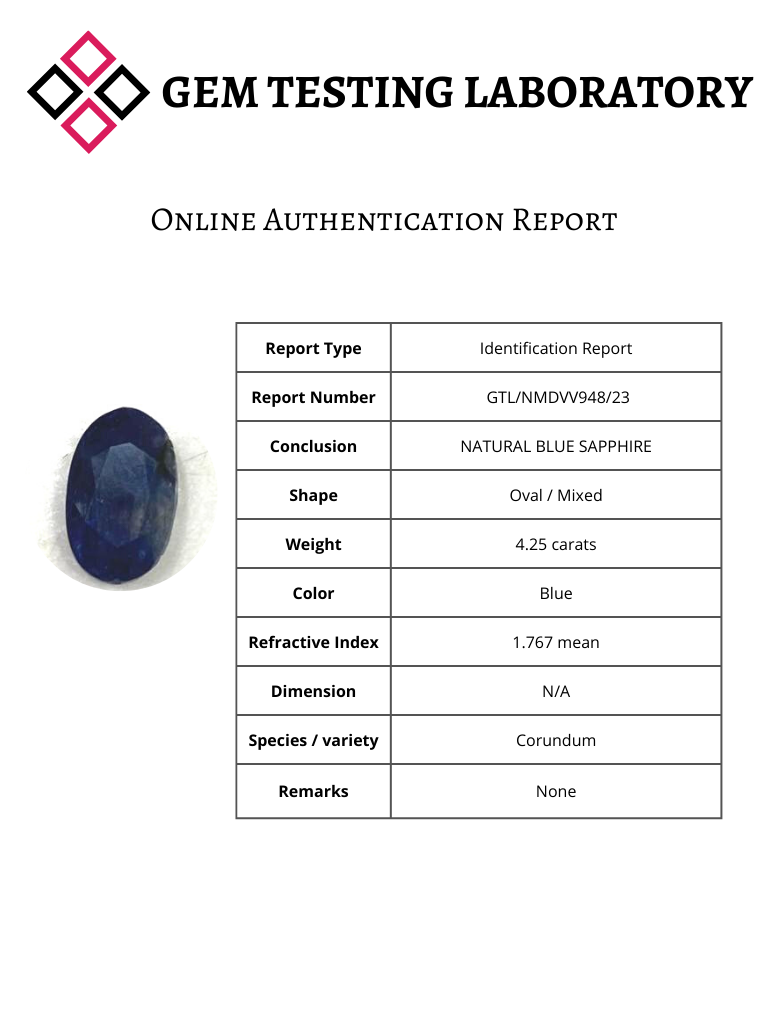 GEM TESTING LABORATORY
Online Authentication Report
Report Type Identification Report
Report Number GTL/NMDVV948/23
Conclusion NATURAL BLUE SAPPHIRE
Shape Oval / Mixed
Weight 4.25 carats
Color Blue
Refractive Index 1.767 mean
Dimension N/A
Species / variety Corundum
Remarks None